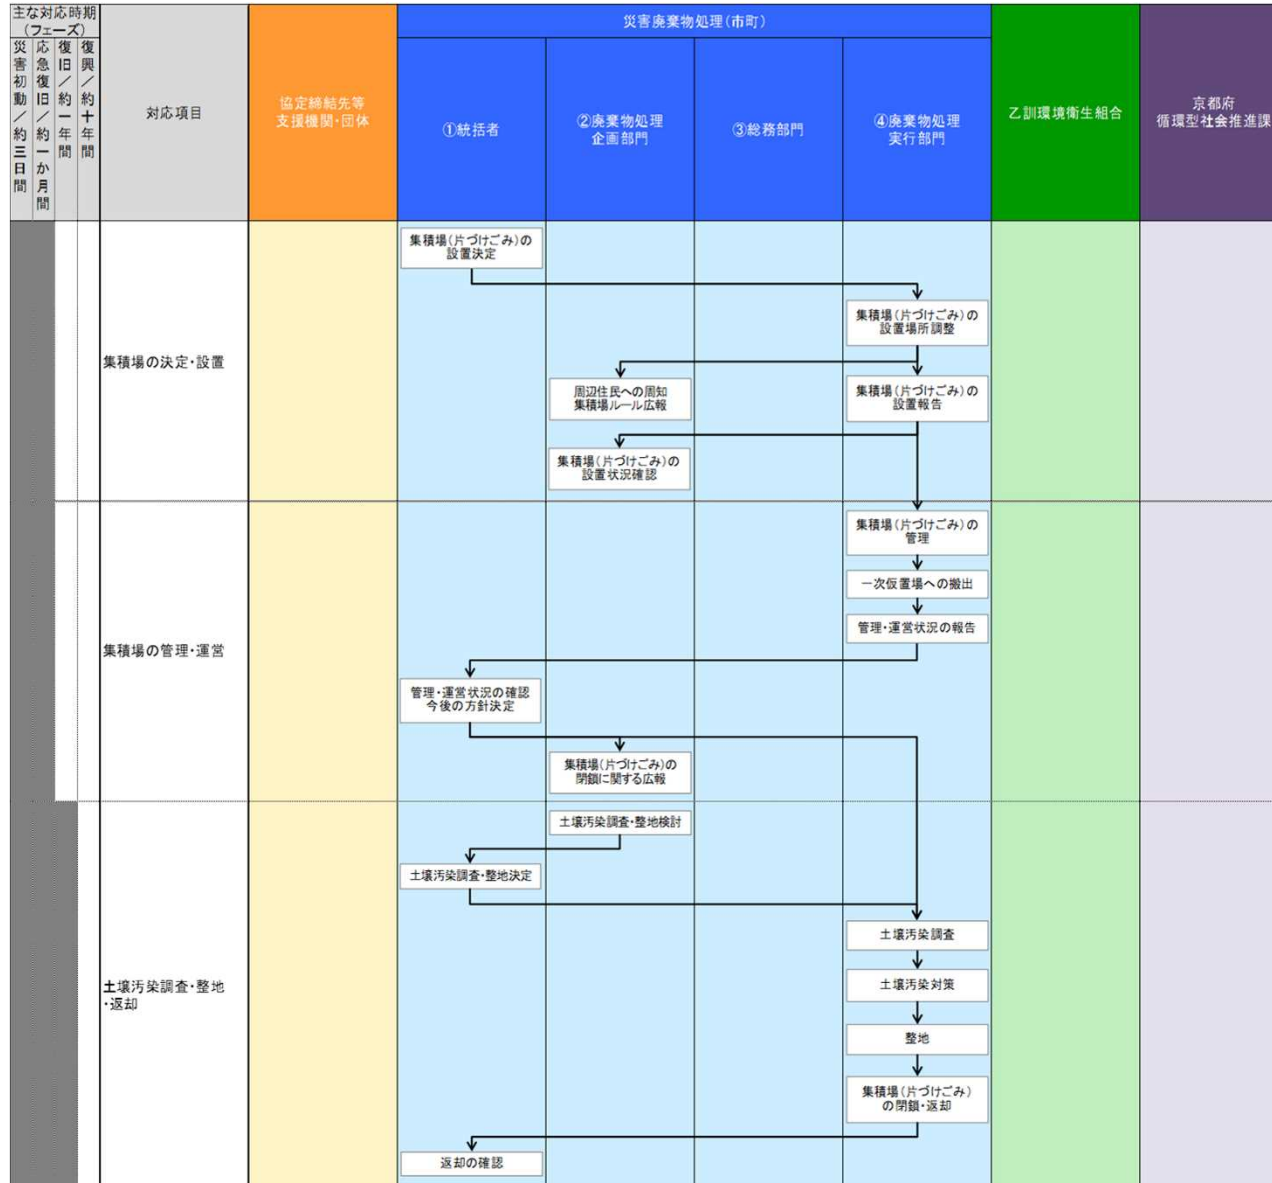 主な対応時期
(フェーズ)
災害初動／約三日間
応急復旧／約一か月間
復旧／約一年間
復興／約十年間
対応項目
協定締結先等
支援機関・団体
災害廃棄物処理(市町)
①統括者
②廃棄物処理
企画部門
③総務部門
④廃棄物処理
実行部門
乙訓環境衛生組合
京都府
循環型社会推進課
集積場の決定・設置
集積場(片づけごみ)の
設置決定
集積場(片づけごみ)の
設置場所調整
周辺住民への周知
集積場ルール広報
集積場(片づけごみ)の
設置報告
集積場(片づけごみ)の
設置状況確認
集積場の管理・運営
集積場(片づけごみ)の
管理
一次仮置場への搬出
管理・運営状況の報告
管理・運営状況の確認
今後の方針決定
集積場(片づけごみ)の
閉鎖に関する広報
土壌汚染調査・整地
・返却
土壌汚染調査・整地検討
土壌汚染調査・整地決定
土壌汚染調査
土壌汚染対策
整地
集積場(片づけごみ)
の閉鎖・返却
返却の確認